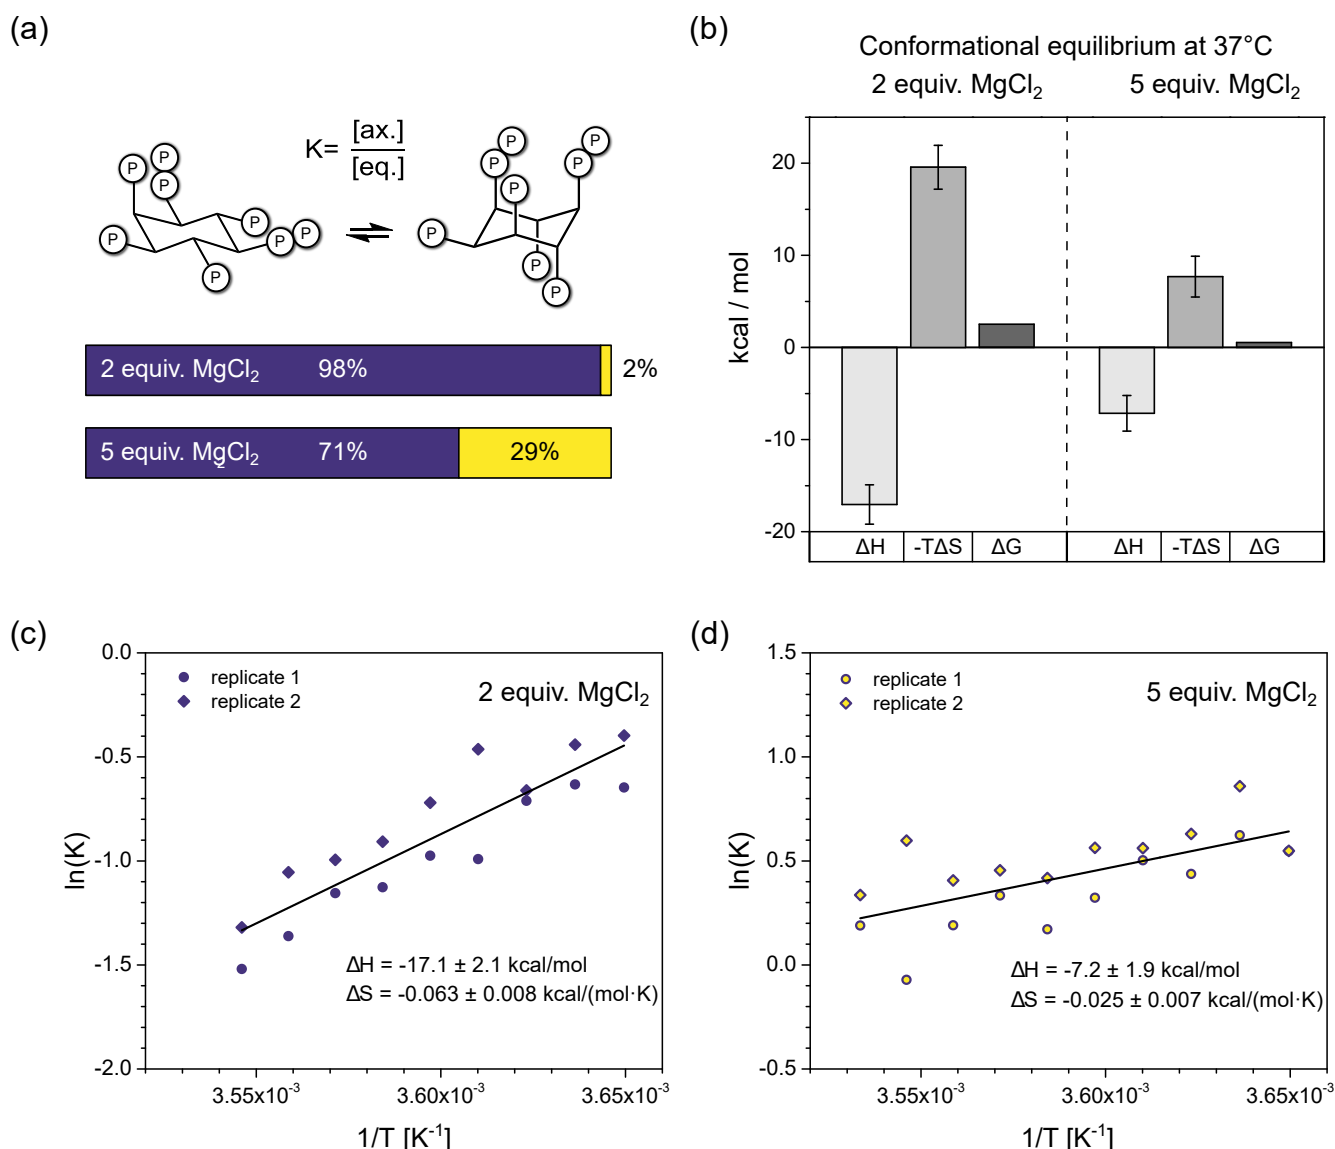 (a)
K= [ax.]
[eq.]
P P P P P P P P
P P P P P P P P P
2 equiv. MgCl2 98% 2%
5 equiv. MgCl2 71% 29%
(b)
Conformational equilibrium at 37°C
2 equiv. MgCl2 5 equiv. MgCl2
kcal / mol
20
10
0
-10
-20
ΔH -TΔS ΔG ΔH -TΔS ΔG
(c)
ln(K)
0.0
-0.5
-1.0
-1.5
-2.0
replicate 1
replicate 2
2 equiv. MgCl2
ΔH = -17.1 ± 2.1 kcal/mol
ΔS = -0.063 ± 0.008 kcal/(mol·K)
3.55x10-3 3.60x10-3 3.65x10-3
1/T [K-1]
(d)
ln(K)
1.5
1.0
0.5
0.0
-0.5
replicate 1
replicate 2
5 equiv. MgCl2
ΔH = -7.2 ± 1.9 kcal/mol
ΔS = -0.025 ± 0.007 kcal/(mol·K)
3.55x10-3 3.60x10-3 3.65x10-3
1/T [K-1]